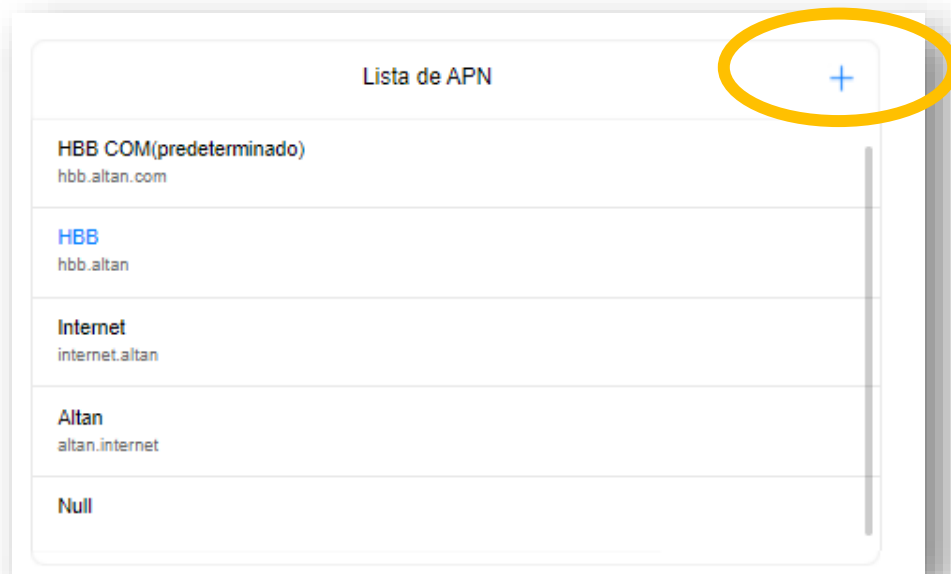 Lista de APN
HBB COM(predeterminado)
hbb.altan.com
HBB
hbb.altan
Internet
internet.altan
Altan
altan.internet
Null